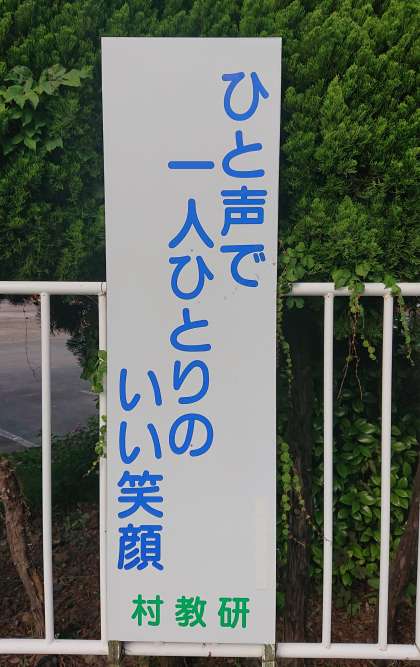 ひと声で
一人ひとりの
いい笑顔
村教研